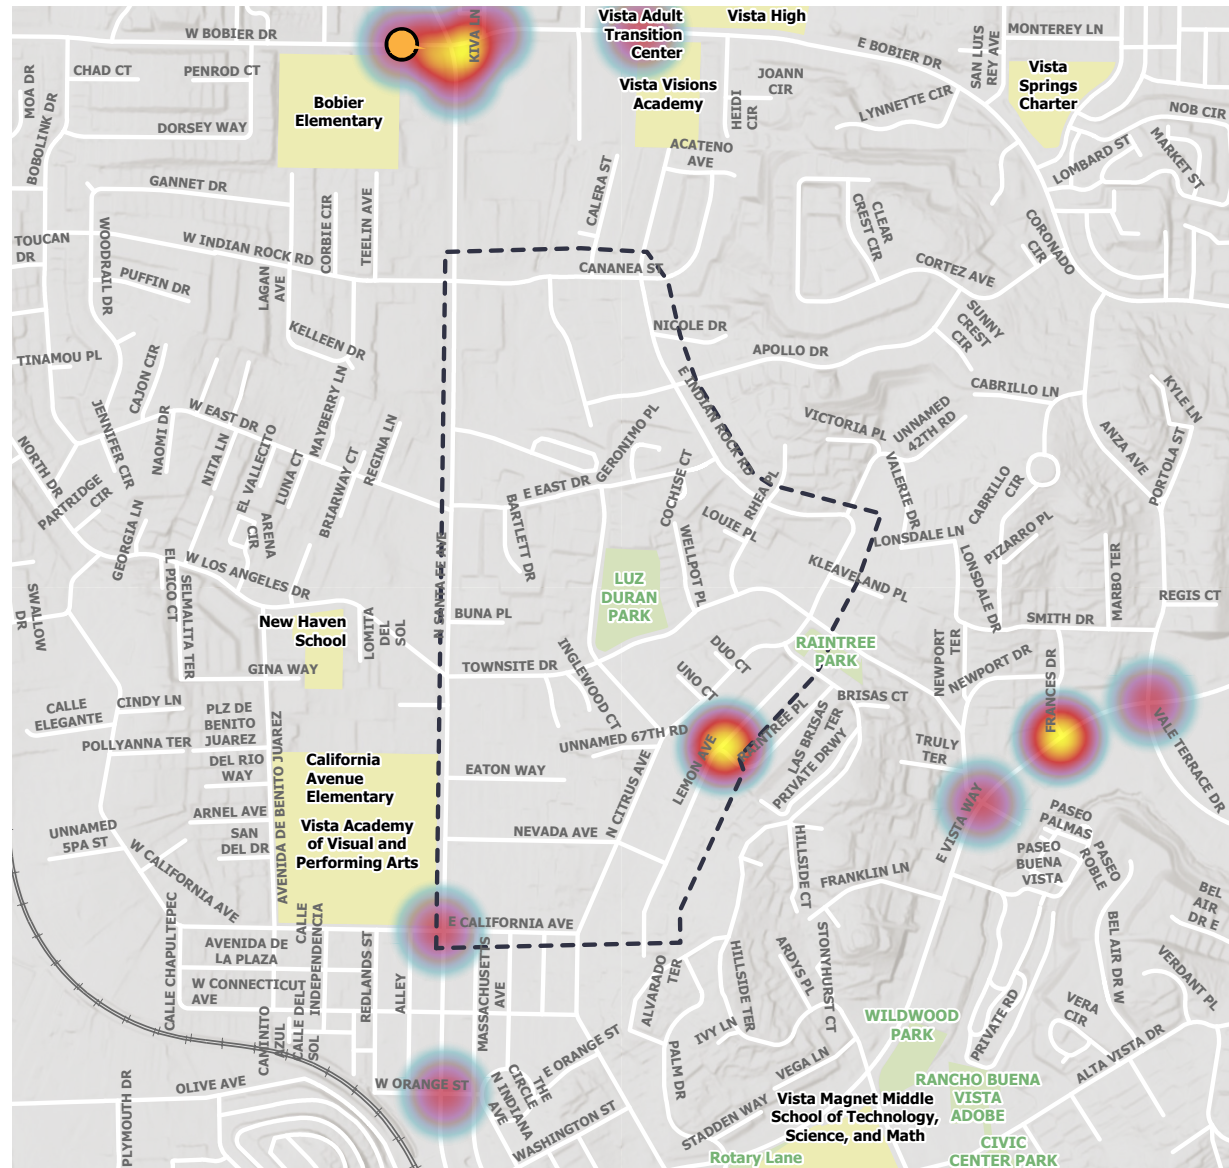 Vista Adult
Transition
Center
Vista High
W BOBIER DR
KIVA LN
E BOBIER DR
SAN LUIS
REY AVE
MONTEREY LN
MOA DR
CHAD CT
PENROD CT
Bobier
Elementary
Vista Visions
Academy
JOANN
CIR
HEIDI
CIR
LYNNETTE CIR
Vista
Springs
Charter
NOB CIR
BOBOLINK DR
DORSEY WAY
ACATENO
AVE
LOMBARD ST
MARKET ST
GANNET DR
CORBIE CIR
TEELIN AVE
CALERA ST
CLEAR
CREST CIR
CORONADO
CIR
TOUCAN
DR
WOODRAIL DR
W INDIAN ROCK RD
PUFFIN DR
LAGAN
AVE
CANANEA ST
CORTEZ AVE
KELLEEN DR
NICOLE DR
SUNNY
CREST
CIR
TINAMOU PL
CAJON CIR
APOLLO DR
JENNIFER CIR
NAOMI DR
W EAST DR
MAYBERRY LN
E INDIAN ROCK RD
CABRILLO LN
KYLE LN
NORTH DR
NITA LN
EL VALLECITO
LUNA CT
REGINA LN
GERONIMO PL
VICTORIA PL
UNNAMED
42TH RD
ANZA AVE
PORTOLA ST
PARTRIDGE
CIR
BRIARWAY CT
E EAST DR
COCHISE CT
RHEA PL
VALERIE DR
CABRILLO
CIR
GEORGIA LN
ARENA
CIR
BARTLETT DR
LOUIE PL
LONSDALE LN
PIZARRO PL
EL PICO CT
W LOS ANGELES DR
N SANTA FE AVE
WELLPOT PL
KLEAVELAND PL
LONSDALE DR
MARBO TER
SWALLOW
DR
SELMALITA TER
LUZ
DURAN
PARK
REGIS CT
New Haven
School
LOMITA
DEL
SOL
BUNA PL
SMITH DR
GINA WAY
TOWNSITE DR
INGLEWOOD CT
DUO CT
UNO CT
RAINTREE
PARK
NEWPORT
TER
NEWPORT DR
FRANCES DR
CALLE
ELEGANTE
CINDY LN
PLZ DE
BENITO
JUAREZ
BRISAS CT
POLLYANNA TER
AVENIDA DE BENITO JUAREZ
UNNAMED 67TH RD
RAINTREE PL
LAS BRISAS
TER
VALE TERRACE DR
DEL RIO
WAY
California
Avenue
Elementary
EATON WAY
N CITRUS AVE
LEMON AVE
PRIVATE DRWY
TRULY
TER
ARNEL AVE
UNNAMED
5PA ST
SAN
DEL DR
Vista Academy
of Visual and
Performing Arts
NEVADA AVE
HILLSIDE CT
E VISTA WAY
PASEO
PALMAS
PASEO
BUENA
VISTA
PASEO
ROBLE
W CALIFORNIA AVE
FRANKLIN LN
BEL
AIR
DR E
CALLE CHAPULTEPEC
CALLE
INDEPENDENCIA
E CALIFORNIA AVE
AVENIDA DE
LA PLAZA
REDLANDS ST
ALLEY
MASSACHUSETTS
AVE
ALVARADO
TER
HILLSIDE TER
ARDYS PL
STONYHURST CT
BEL AIR DR W
VERDANT PL
W CONNECTICUT
AVE
CAMINITO
AZUL
CALLE DEL
SOL
WILDWOOD
PARK
PRIVATE RD
VERA
CIR
IVY LN
E ORANGE ST
VEGA LN
ALTA VISTA DR
PLYMOUTH DR
OLIVE AVE
W ORANGE ST
N INDIANA
AVE
THE
CIRCLE
PALM DR
RANCHO BUENA
VISTA
ADOBE
WASHINGTON ST
STADDEN WAY
Vista Magnet Middle
School of Technology,
Science, and Math
Rotary Lane
CIVIC
CENTER PARK